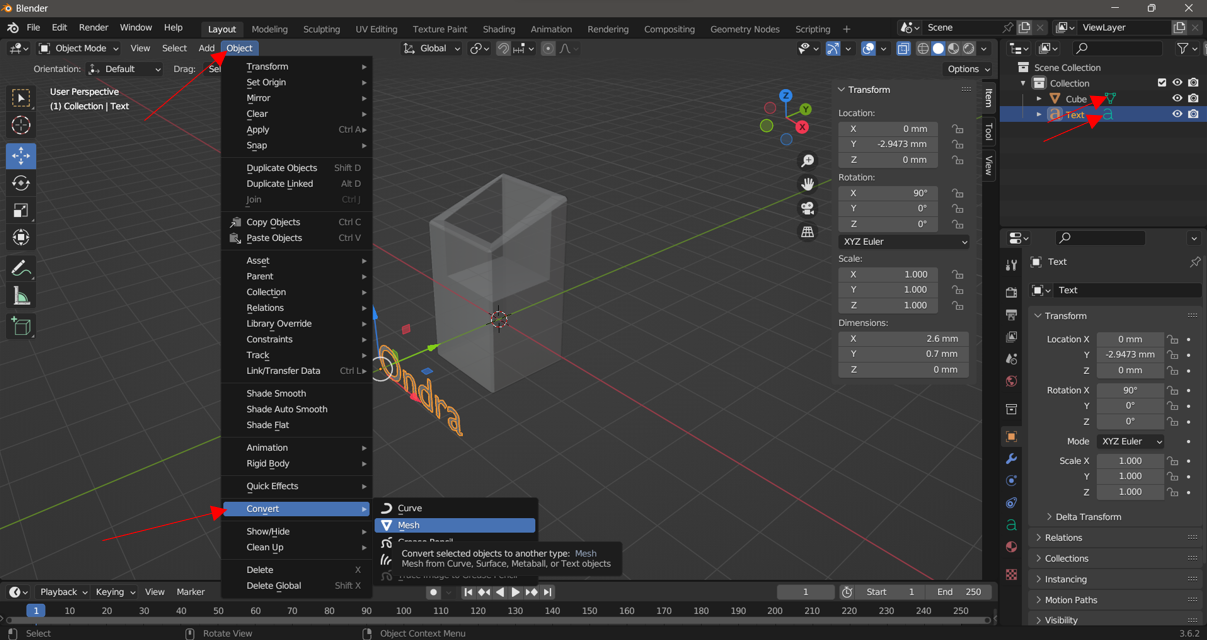 Blender
File Edit Render Window Help Layout Modeling Sculpting UV Editing Texture Paint Shading Animation Rendering Compositing Geometry Nodes Scripting + Scene ViewLayer
Object Mode View Select Add Object Global
Orientation: Default Drag: Options
User Perspective
(1) Collection | Text
Transform
Set Origin
Mirror
Clear
Apply Ctrl A
Snap
Duplicate Objects Shift D
Duplicate Linked Alt D
Join Ctrl J
Copy Objects Ctrl C
Paste Objects Ctrl V
Asset
Parent
Collection
Relations
Library Override
Constraints
Track
Link/Transfer Data Ctrl L
Shade Smooth
Shade Auto Smooth
Shade Flat
Animation
Rigid Body
Quick Effects
Convert
Show/Hide
Clean Up
Delete X
Delete Global Shift X
Curve
Mesh
Convert selected objects to another type: Mesh
Mesh from Curve, Surface, Metaball, or Text objects
Trace Image to Grease Pencil
Ondra
Z
Y
X
Transform
Location:
X 0 mm
Y -2.9473 mm
Z 0 mm
Rotation:
X 90°
Y 0°
Z 0°
XYZ Euler
Scale:
X 1.000
Y 1.000
Z 1.000
Dimensions:
X 2.6 mm
Y 0.7 mm
Z 0 mm
Item
Tool
View
Scene Collection
Collection
Cube
Text
Text
Text
Transform
Location X 0 mm
Y -2.9473 mm
Z 0 mm
Rotation X 90°
Y 0°
Z 0°
Mode XYZ Euler
Scale X 1.000
Y 1.000
Z 1.000
Delta Transform
Relations
Collections
Instancing
Motion Paths
Visibility
Playback Keying View Marker 1 Start 1 End 250
1 10 20 30 40 50 60 70 80 90 100 110 120 130 140 150 160 170 180 190 200 210 220 230 240 250
Select Rotate View Object Context Menu 3.6.2